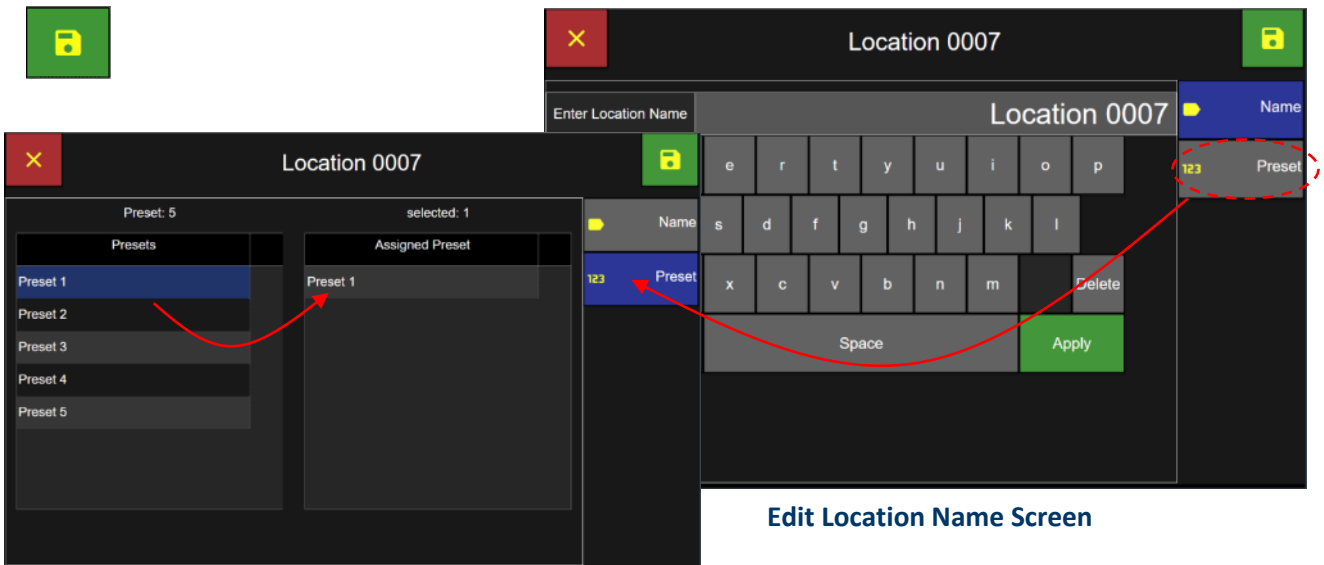 Location 0007
Enter Location Name
Location 0007
Name
123 Preset
e r t y u i o p
s d f g h j k l
x c v b n m Delete
Space Apply
Edit Location Name Screen
Location 0007
Preset: 5
selected: 1
Name
123 Preset
Presets
Assigned Preset
Preset 1
Preset 2
Preset 3
Preset 4
Preset 5
Preset 1